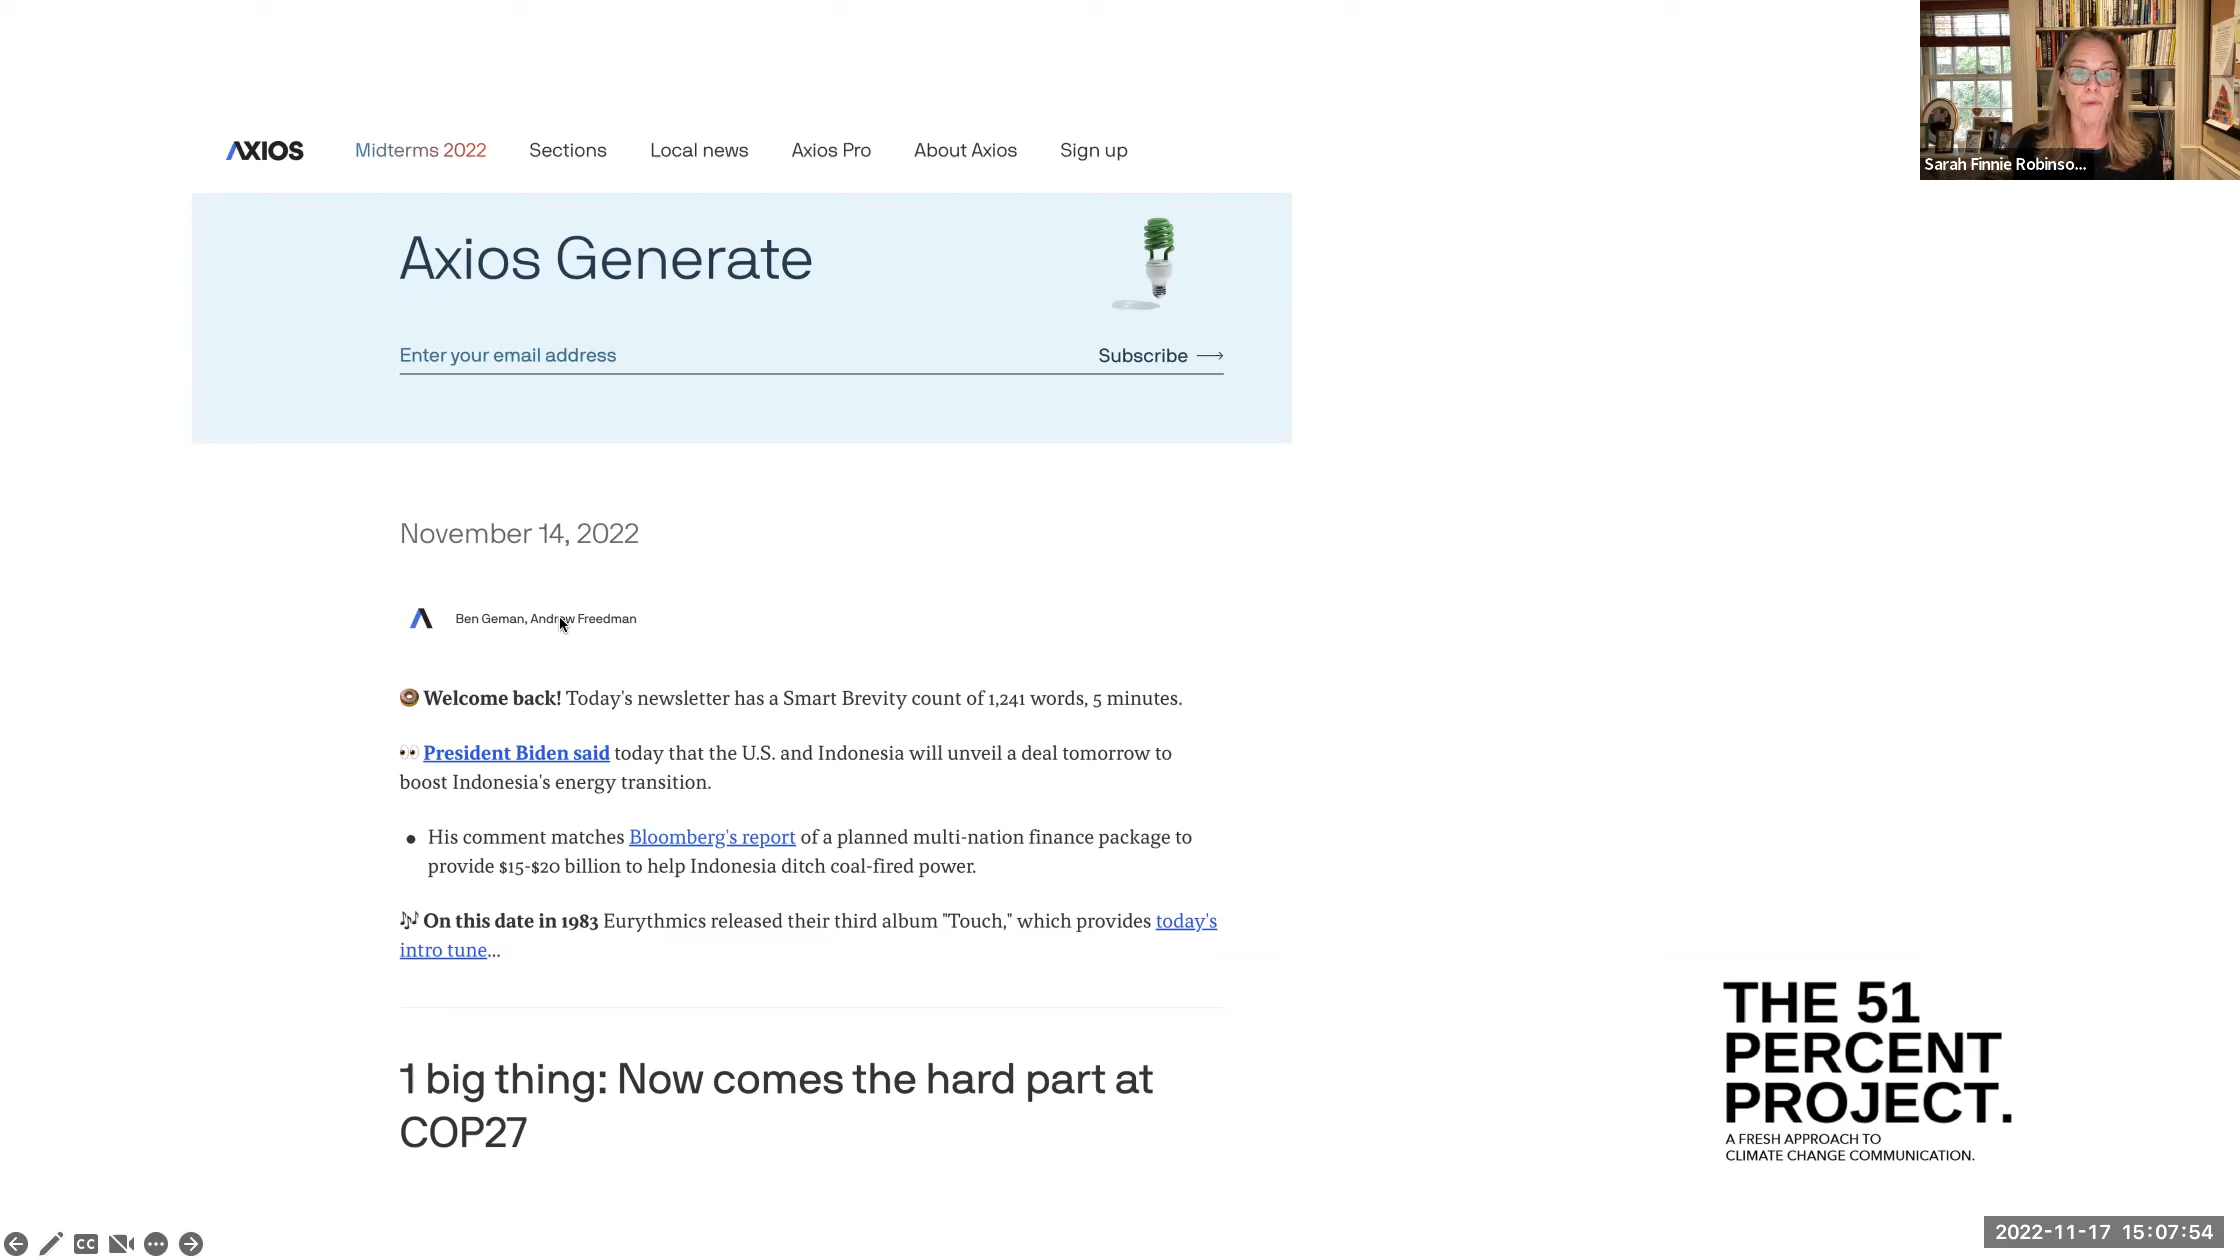 AXIOS Midterms 2022 Sections Local news Axios Pro About Axios Sign up
Sarah Finnie Robinso...
Axios Generate
Enter your email address Subscribe
November 14, 2022
Ben Geman, Andrew Freedman
Welcome back! Today's newsletter has a Smart Brevity count of 1,241 words, 5 minutes.
President Biden said today that the U.S. and Indonesia will unveil a deal tomorrow to
boost Indonesia's energy transition.
His comment matches Bloomberg's report of a planned multi-nation finance package to
provide $15-$20 billion to help Indonesia ditch coal-fired power.
On this date in 1983 Eurythmics released their third album "Touch," which provides today's
intro tune...
1 big thing: Now comes the hard part at
COP27
THE 51
PERCENT
PROJECT.
A FRESH APPROACH TO
CLIMATE CHANGE COMMUNICATION.
CC
2022-11-17 15:07:54